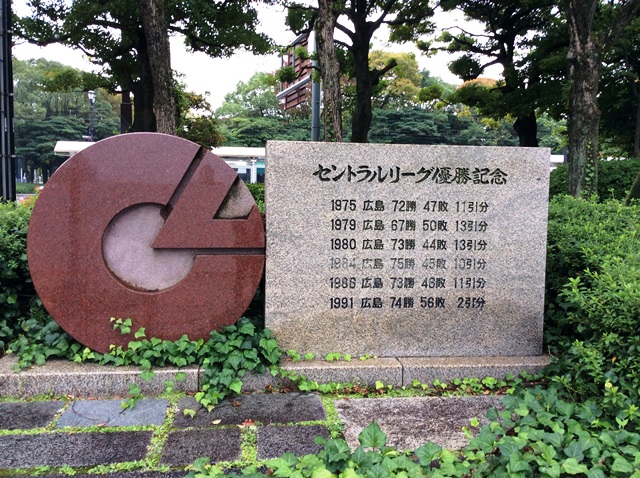 セントラルリーグ優勝記念
1975 広島 72勝 47敗 11引分
1979 広島 67勝 50敗 13引分
1980 広島 73勝 44敗 13引分
1984 広島 75勝 45敗 10引分
1986 広島 73勝 46敗 11引分
1991 広島 74勝 56敗 2引分